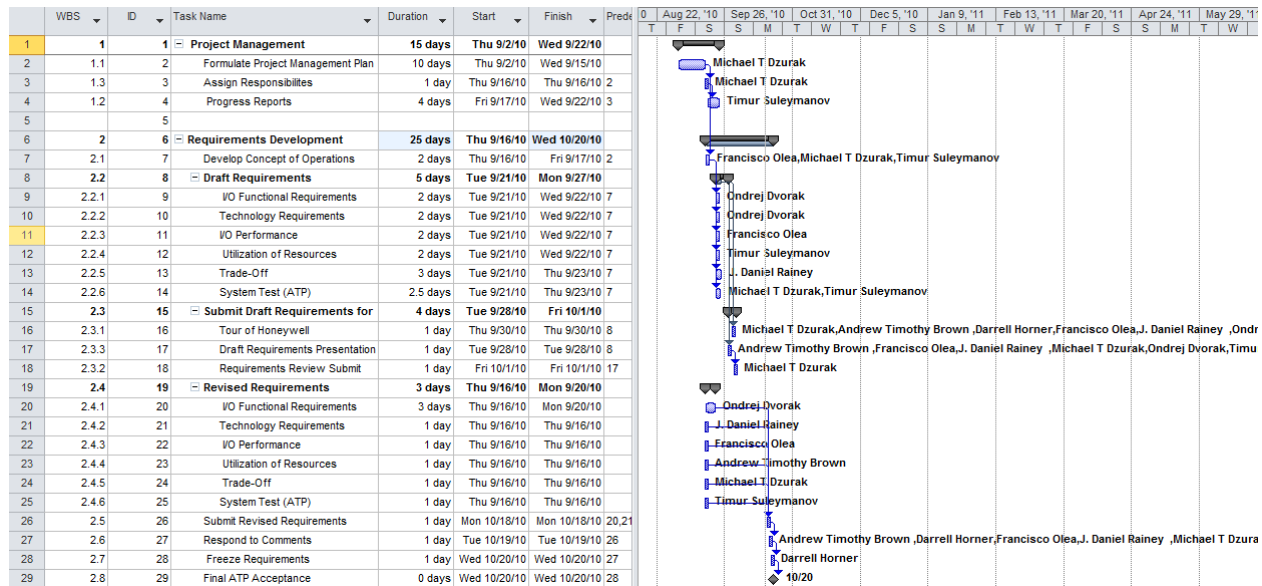 WBS ID Task Name Duration Start Finish Prede 0 Aug 22, '10 Sep 26, '10 Oct 31, '10 Dec 5, '10 Jan 9, '11 Feb 13, '11 Mar 20, '11 Apr 24, '11 May 29, '11
T F S S M T W T F S S M T W T F S S M T W
1 1 1 Project Management 15 days Thu 9/2/10 Wed 9/22/10
2 1.1 2 Formulate Project Management Plan 10 days Thu 9/2/10 Wed 9/15/10 Michael T Dzurak
3 1.3 3 Assign Responsibilites 1 day Thu 9/16/10 Thu 9/16/10 2 Michael T Dzurak
4 1.2 4 Progress Reports 4 days Fri 9/17/10 Wed 9/22/10 3 Timur Suleymanov
5 5
6 2 6 Requirements Development 25 days Thu 9/16/10 Wed 10/20/10
7 2.1 7 Develop Concept of Operations 2 days Thu 9/16/10 Fri 9/17/10 2 Francisco Olea,Michael T Dzurak,Timur Suleymanov
8 2.2 8 Draft Requirements 5 days Tue 9/21/10 Mon 9/27/10
9 2.2.1 9 I/O Functional Requirements 2 days Tue 9/21/10 Wed 9/22/10 7 Ondrej Dvorak
10 2.2.2 10 Technology Requirements 2 days Tue 9/21/10 Wed 9/22/10 7 Ondrej Dvorak
11 2.2.3 11 I/O Performance 2 days Tue 9/21/10 Wed 9/22/10 7 Francisco Olea
12 2.2.4 12 Utilization of Resources 2 days Tue 9/21/10 Wed 9/22/10 7 Timur Suleymanov
13 2.2.5 13 Trade-Off 3 days Tue 9/21/10 Thu 9/23/10 7 J. Daniel Rainey
14 2.2.6 14 System Test (ATP) 2.5 days Tue 9/21/10 Thu 9/23/10 7 Michael T Dzurak,Timur Suleymanov
15 2.3 15 Submit Draft Requirements for 4 days Tue 9/28/10 Fri 10/1/10
16 2.3.1 16 Tour of Honeywell 1 day Thu 9/30/10 Thu 9/30/10 8 Michael T Dzurak,Andrew Timothy Brown ,Darrell Horner,Francisco Olea,J. Daniel Rainey ,Ondr
17 2.3.3 17 Draft Requirements Presentation 1 day Tue 9/28/10 Tue 9/28/10 8 Andrew Timothy Brown ,Francisco Olea,J. Daniel Rainey ,Michael T Dzurak,Ondrej Dvorak,Timu
18 2.3.2 18 Requirements Review Submit 1 day Fri 10/1/10 Fri 10/1/10 17 Michael T Dzurak
19 2.4 19 Revised Requirements 3 days Thu 9/16/10 Mon 9/20/10
20 2.4.1 20 I/O Functional Requirements 3 days Thu 9/16/10 Mon 9/20/10 Ondrej Dvorak
21 2.4.2 21 Technology Requirements 1 day Thu 9/16/10 Thu 9/16/10 J. Daniel Rainey
22 2.4.3 22 I/O Performance 1 day Thu 9/16/10 Thu 9/16/10 Francisco Olea
23 2.4.4 23 Utilization of Resources 1 day Thu 9/16/10 Thu 9/16/10 Andrew Timothy Brown
24 2.4.5 24 Trade-Off 1 day Thu 9/16/10 Thu 9/16/10 Michael T Dzurak
25 2.4.6 25 System Test (ATP) 1 day Thu 9/16/10 Thu 9/16/10 Timur Suleymanov
26 2.5 26 Submit Revised Requirements 1 day Mon 10/18/10 Mon 10/18/10 20,21
27 2.6 27 Respond to Comments 1 day Tue 10/19/10 Tue 10/19/10 26 Andrew Timothy Brown ,Darrell Horner,Francisco Olea,J. Daniel Rainey ,Michael T Dzura
28 2.7 28 Freeze Requirements 1 day Wed 10/20/10 Wed 10/20/10 27 Darrell Horner
29 2.8 29 Final ATP Acceptance 0 days Wed 10/20/10 Wed 10/20/10 28 10/20